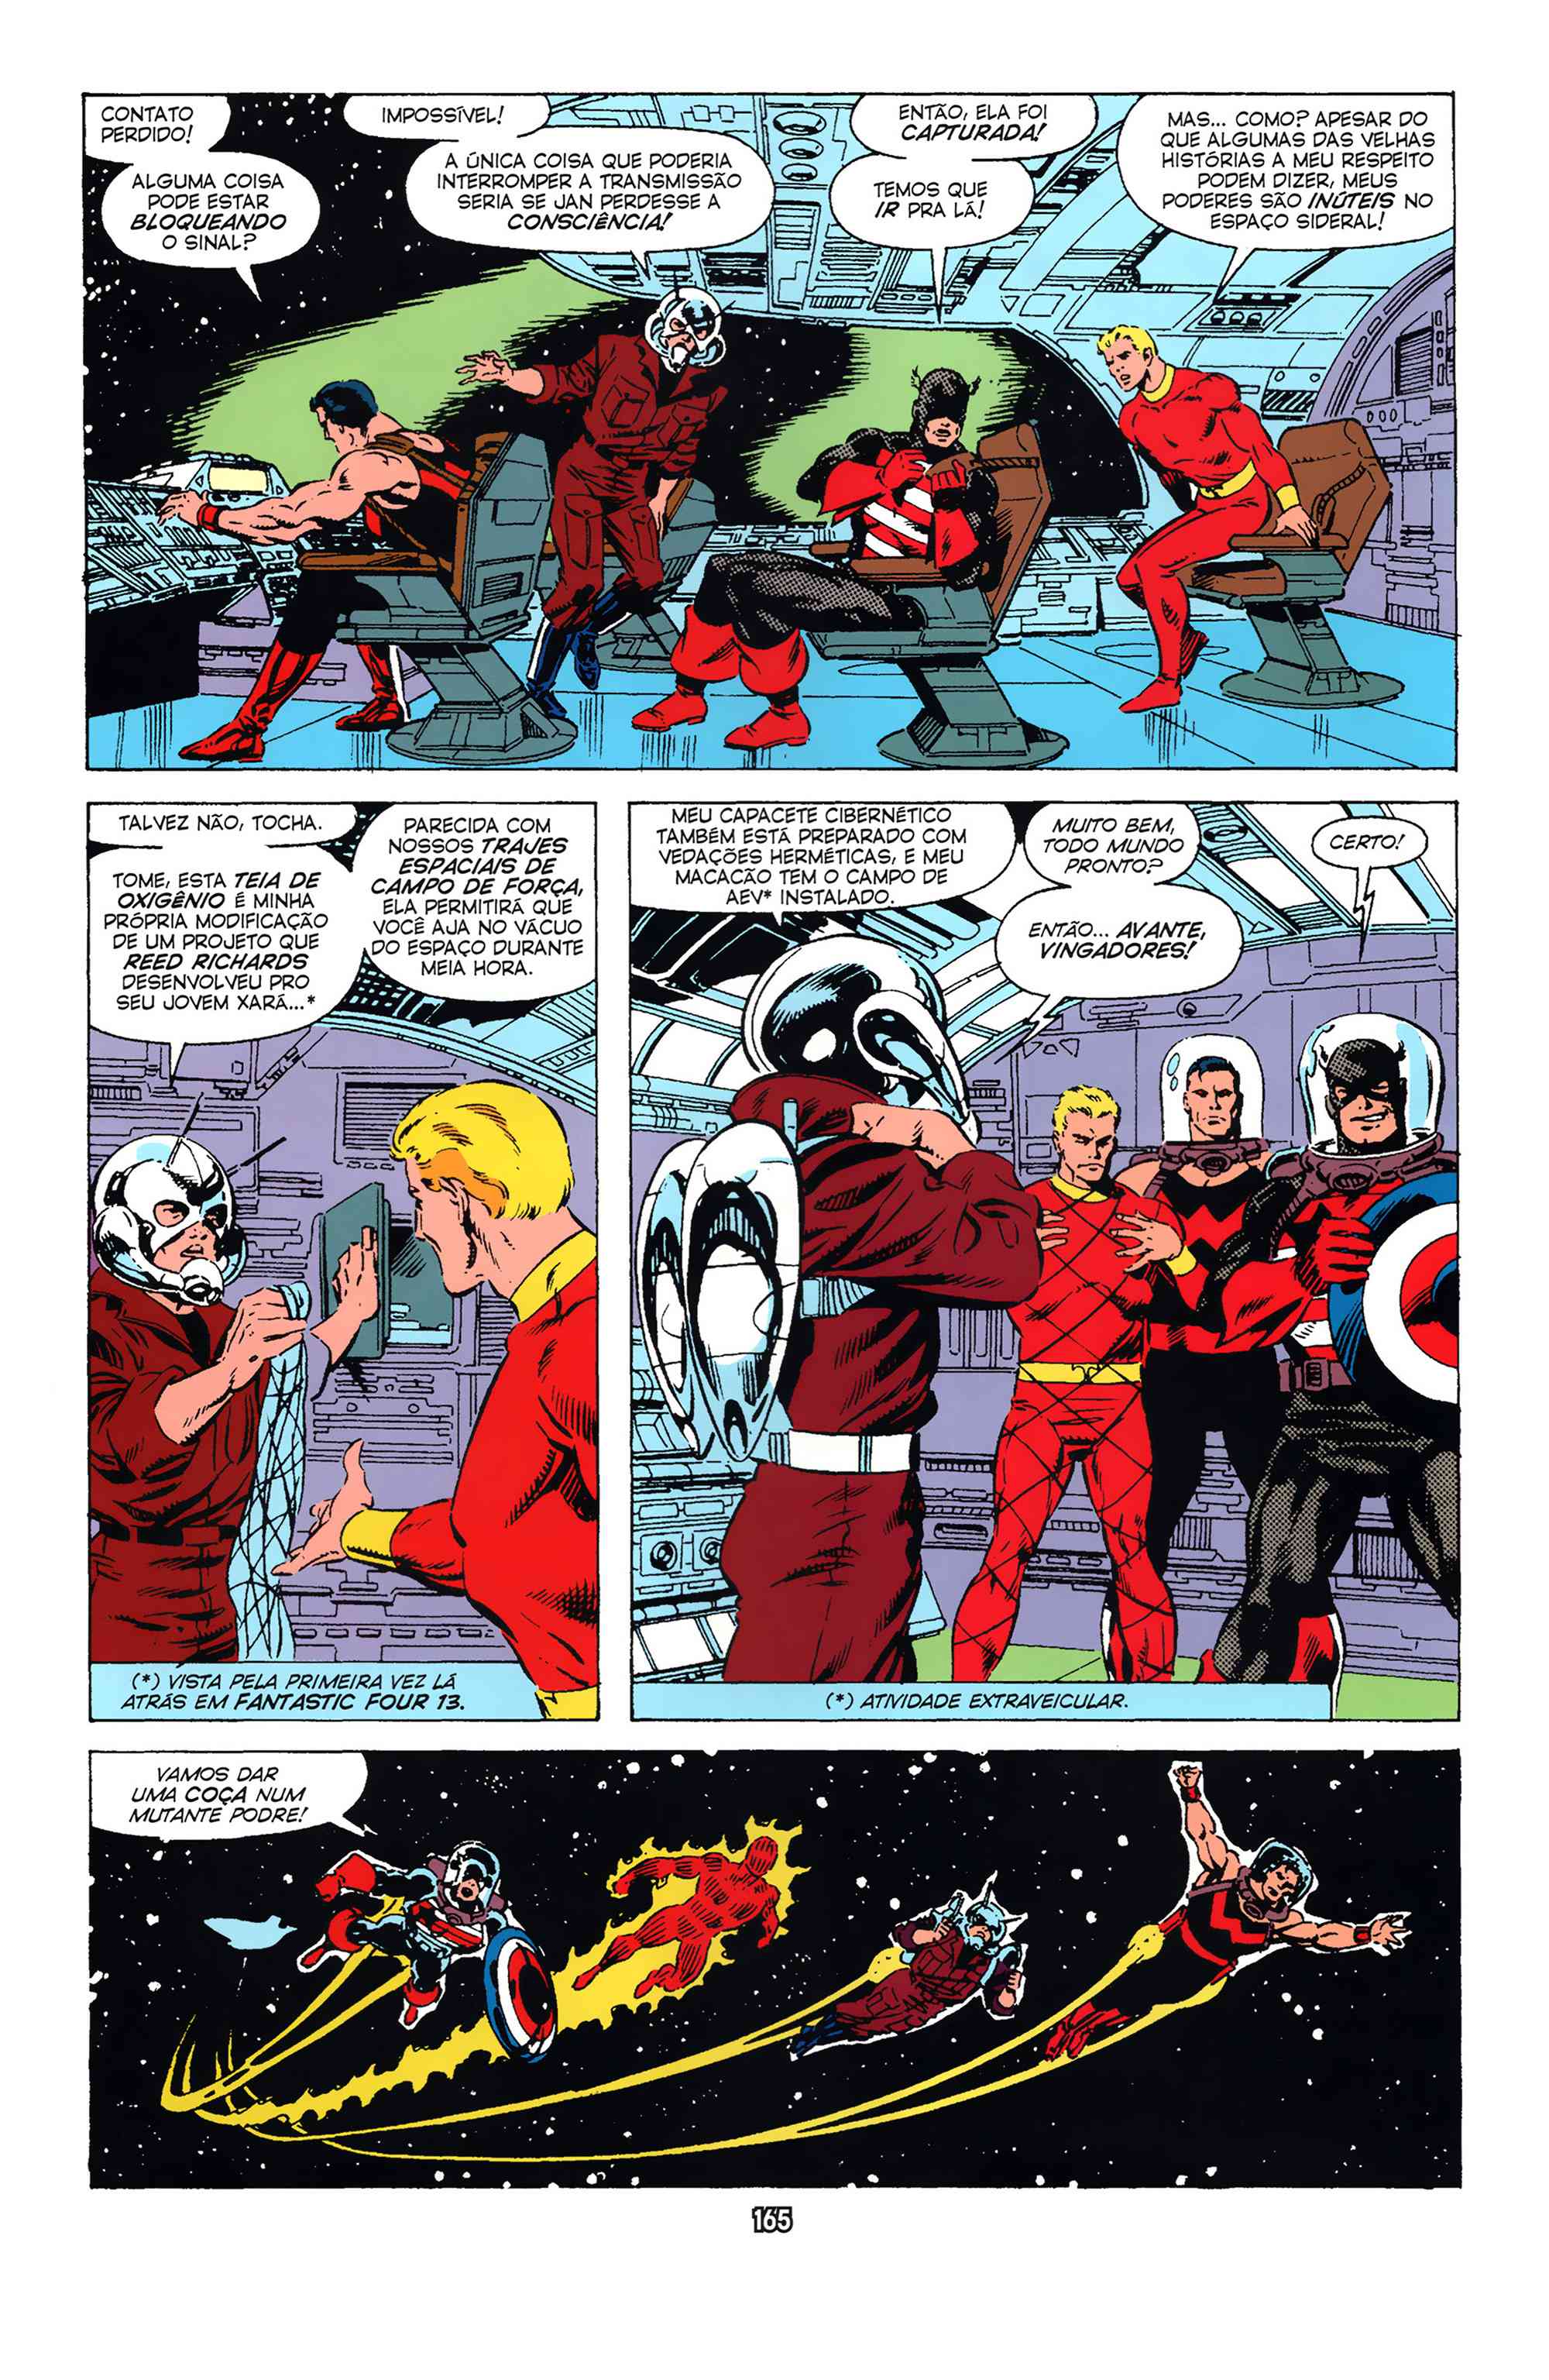 CONTATO
PERDIDO!
ALGUMA COISA
PODE ESTAR
BLOQUEANDO
O SINAL?
IMPOSSÍVEL!
A ÚNICA COISA QUE PODERIA
INTERROMPER A TRANSMISSÃO
SERIA SE JAN PERDESSE A
CONSCIÊNCIA!
ENTÃO, ELA FOI
CAPTURADA!
TEMOS QUE
IR PRA LÁ!
MAS... COMO? APESAR DO
QUE ALGUMAS DAS VELHAS
HISTÓRIAS A MEU RESPEITO
PODEM DIZER, MEUS
PODERES SÃO INÚTEIS NO
ESPAÇO SIDERAL!
TALVEZ NÃO, TOCHA.
TOME, ESTA TEIA DE
OXIGÊNIO É MINHA
PRÓPRIA MODIFICAÇÃO
DE UM PROJETO QUE
REED RICHARDS
DESENVOLVEU PRO
SEU JOVEM XARÁ...*
PARECIDA COM
NOSSOS TRAJES
ESPACIAIS DE
CAMPO DE FORÇA,
ELA PERMITIRÁ QUE
VOCÊ AJA NO VÁCUO
DO ESPAÇO DURANTE
MEIA HORA.
(*) VISTA PELA PRIMEIRA VEZ LÁ
ATRÁS EM FANTASTIC FOUR 13.
MEU CAPACETE CIBERNÉTICO
TAMBÉM ESTÁ PREPARADO COM
VEDAÇÕES HERMÉTICAS, E MEU
MACACÃO TEM O CAMPO DE
AEV* INSTALADO.
MUITO BEM,
TODO MUNDO
PRONTO?
ENTÃO... AVANTE,
VINGADORES!
CERTO!
(*) ATIVIDADE EXTRAVEICULAR.
VAMOS DAR
UMA COÇA NUM
MUTANTE PODRE!
165